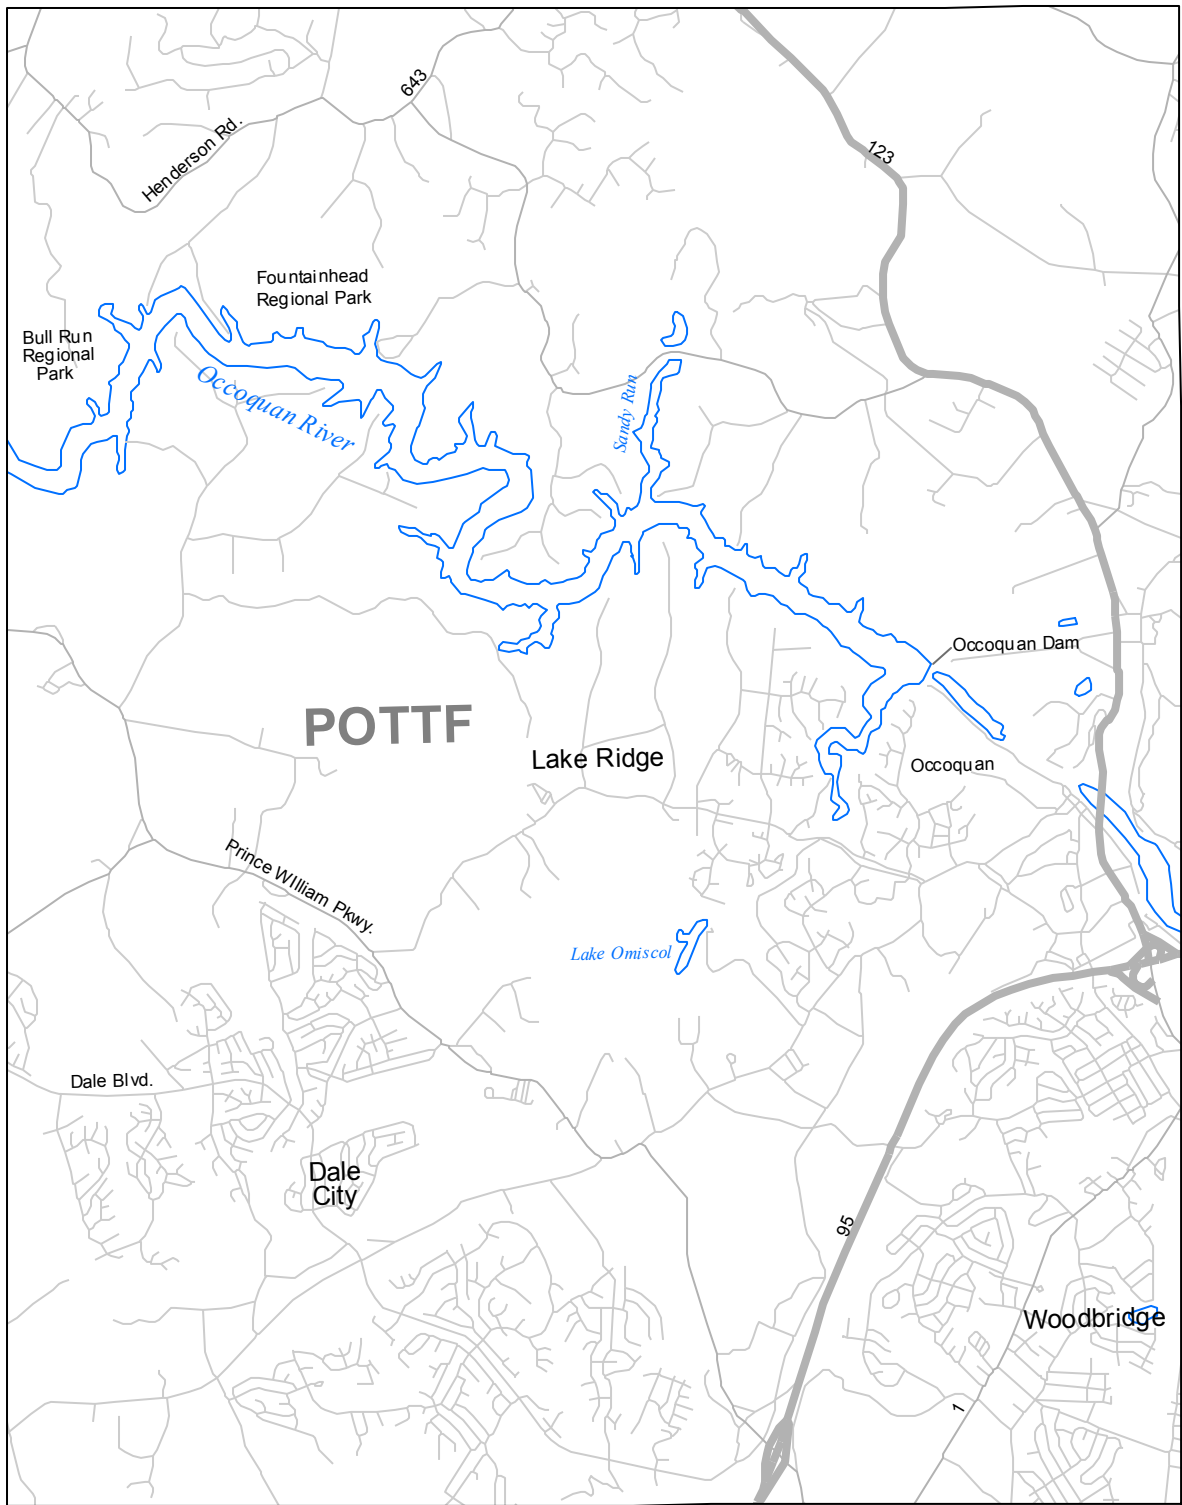 643
Henderson Rd.
123
Fountainhead
Regional Park
Bull Run
Regional
Park
Occoquan River
Sandy Run
Occoquan Dam
POTTF
Lake Ridge
Occoquan
Prince WIlliam Pkwy.
Lake Omiscol
Dale Blvd.
Dale
City
95
Woodbridge
1